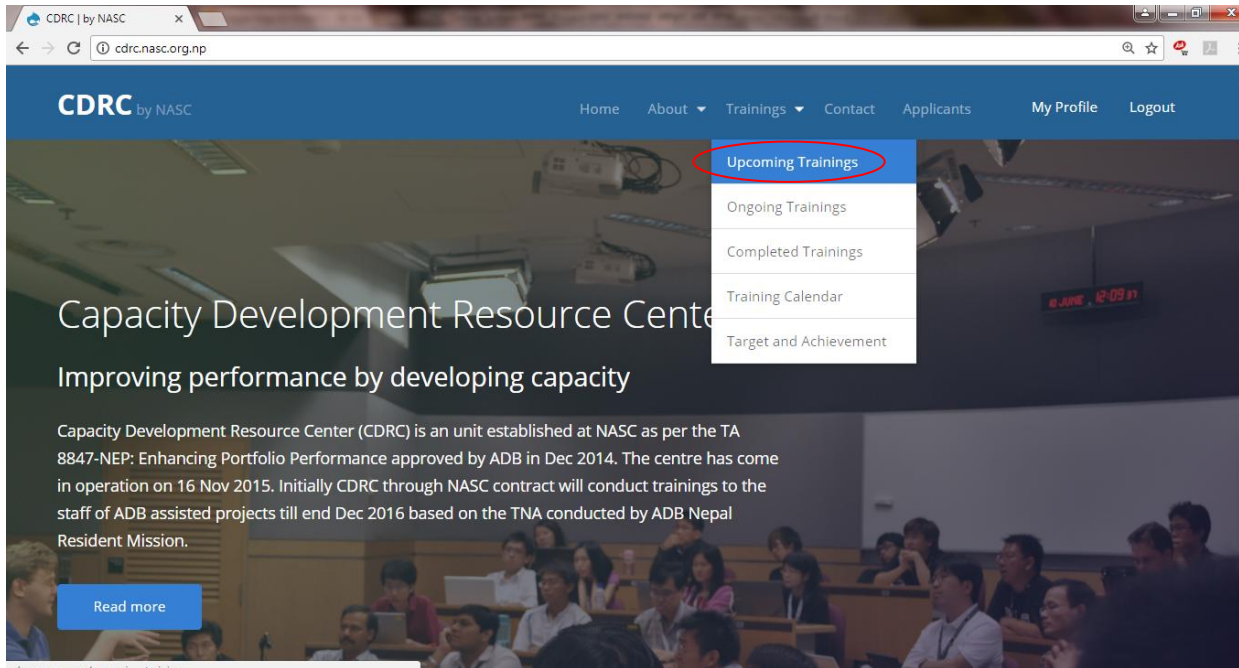 CDRC | by NASC
cdrc.nasc.org.np
CDRC by NASC
Home About Trainings Contact Applicants My Profile Logout
Upcoming Trainings
Ongoing Trainings
Completed Trainings
Training Calendar
Target and Achievement
Capacity Development Resource Cente
Improving performance by developing capacity
Capacity Development Resource Center (CDRC) is an unit established at NASC as per the TA
8847-NEP: Enhancing Portfolio Performance approved by ADB in Dec 2014. The centre has come
in operation on 16 Nov 2015. Initially CDRC through NASC contract will conduct trainings to the
staff of ADB assisted projects till end Dec 2016 based on the TNA conducted by ADB Nepal
Resident Mission.
Read more